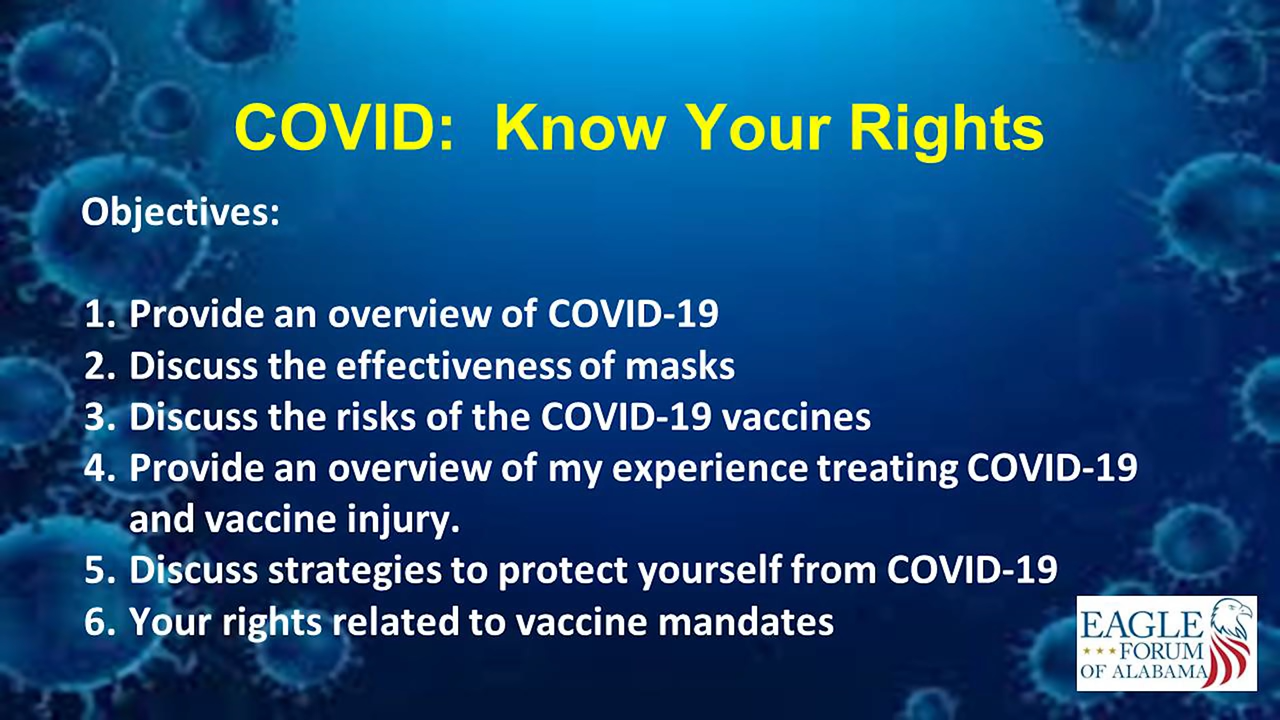 COVID:  Know Your Rights
Objectives:
1. Provide an overview of COVID-19
2. Discuss the effectiveness of masks
3. Discuss the risks of the COVID-19 vaccines
4. Provide an overview of my experience treating COVID-19
and vaccine injury.
5. Discuss strategies to protect yourself from COVID-19
6. Your rights related to vaccine mandates
EAGLE
FORUM
OF ALABAMA